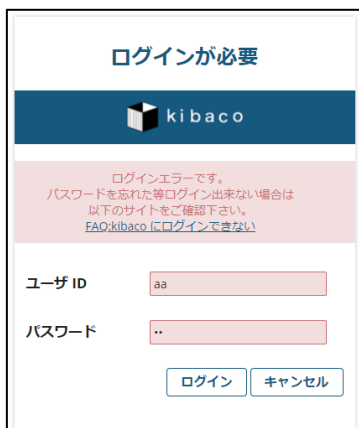 ログインが必要
kibaco
ログインエラーです。
パスワードを忘れた等ログイン出来ない場合は
以下のサイトをご確認下さい。
FAQ:kibaco にログインできない
ユーザ ID
aa
パスワード
••
ログイン キャンセル